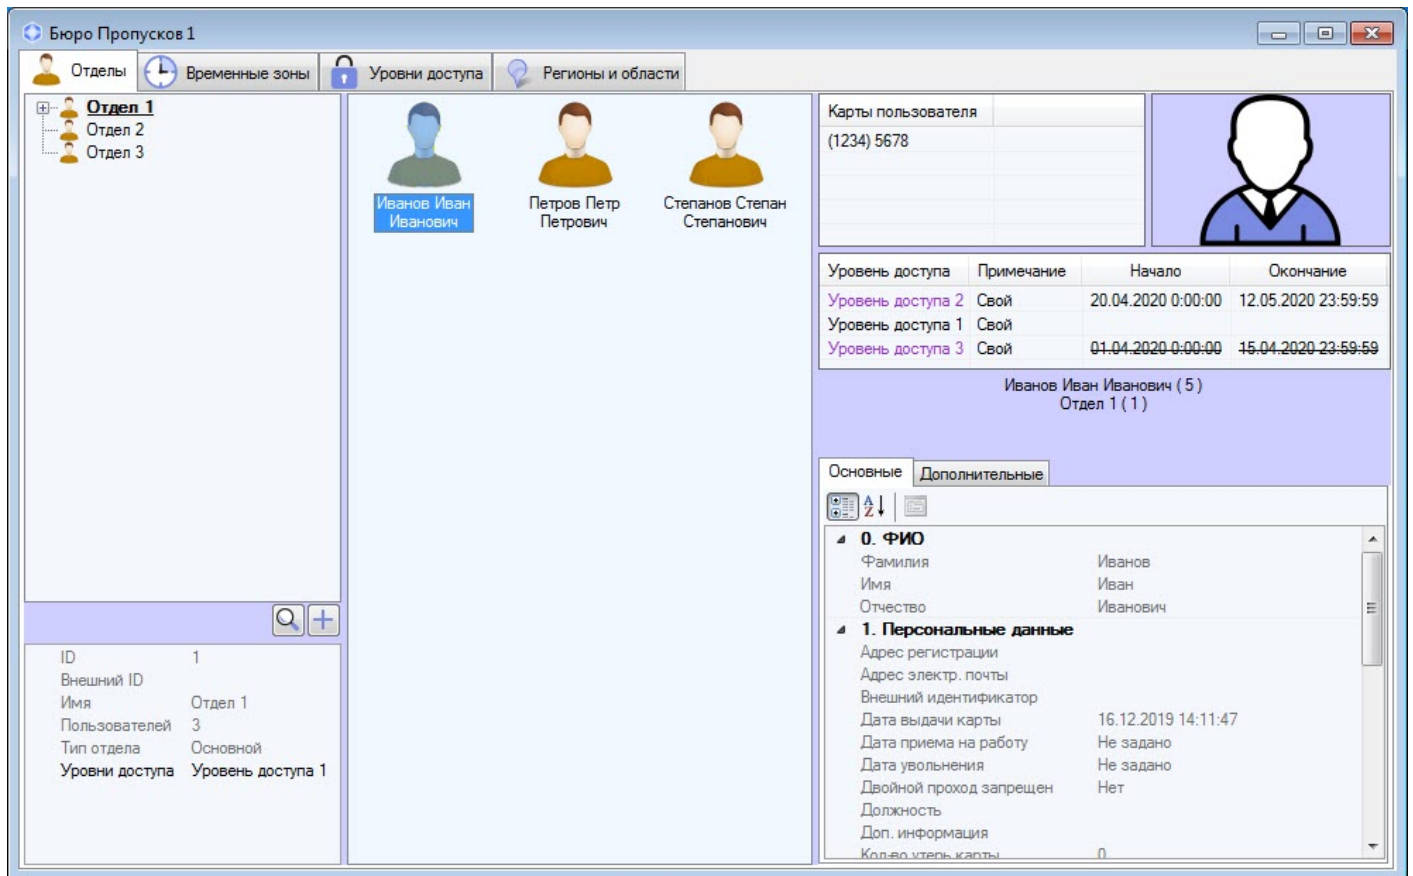 Бюро Пропусков 1
Отделы Временные зоны Уровни доступа Регионы и области
Отдел 1
Отдел 2
Отдел 3
ID 1
Внешний ID
Имя Отдел 1
Пользователей 3
Тип отдела Основной
Уровни доступа Уровень доступа 1
Иванов Иван
Иванович
Петров Петр
Петрович
Степанов Степан
Степанович
Карты пользователя
(1234) 5678
Уровень доступа Примечание Начало Окончание
Уровень доступа 2 Свой 20.04.2020 0:00:00 12.05.2020 23:59:59
Уровень доступа 1 Свой
Уровень доступа 3 Свой 01.04.2020 0:00:00 15.04.2020 23:59:59
Иванов Иван Иванович ( 5 )
Отдел 1 ( 1 )
Основные Дополнительные
0. ФИО
Фамилия Иванов
Имя Иван
Отчество Иванович
1. Персональные данные
Адрес регистрации
Адрес электр. почты
Внешний идентификатор
Дата выдачи карты 16.12.2019 14:11:47
Дата приема на работу Не задано
Дата увольнения Не задано
Двойной проход запрещен Нет
Должность
Доп. информация
Кол-во утерь карты 0